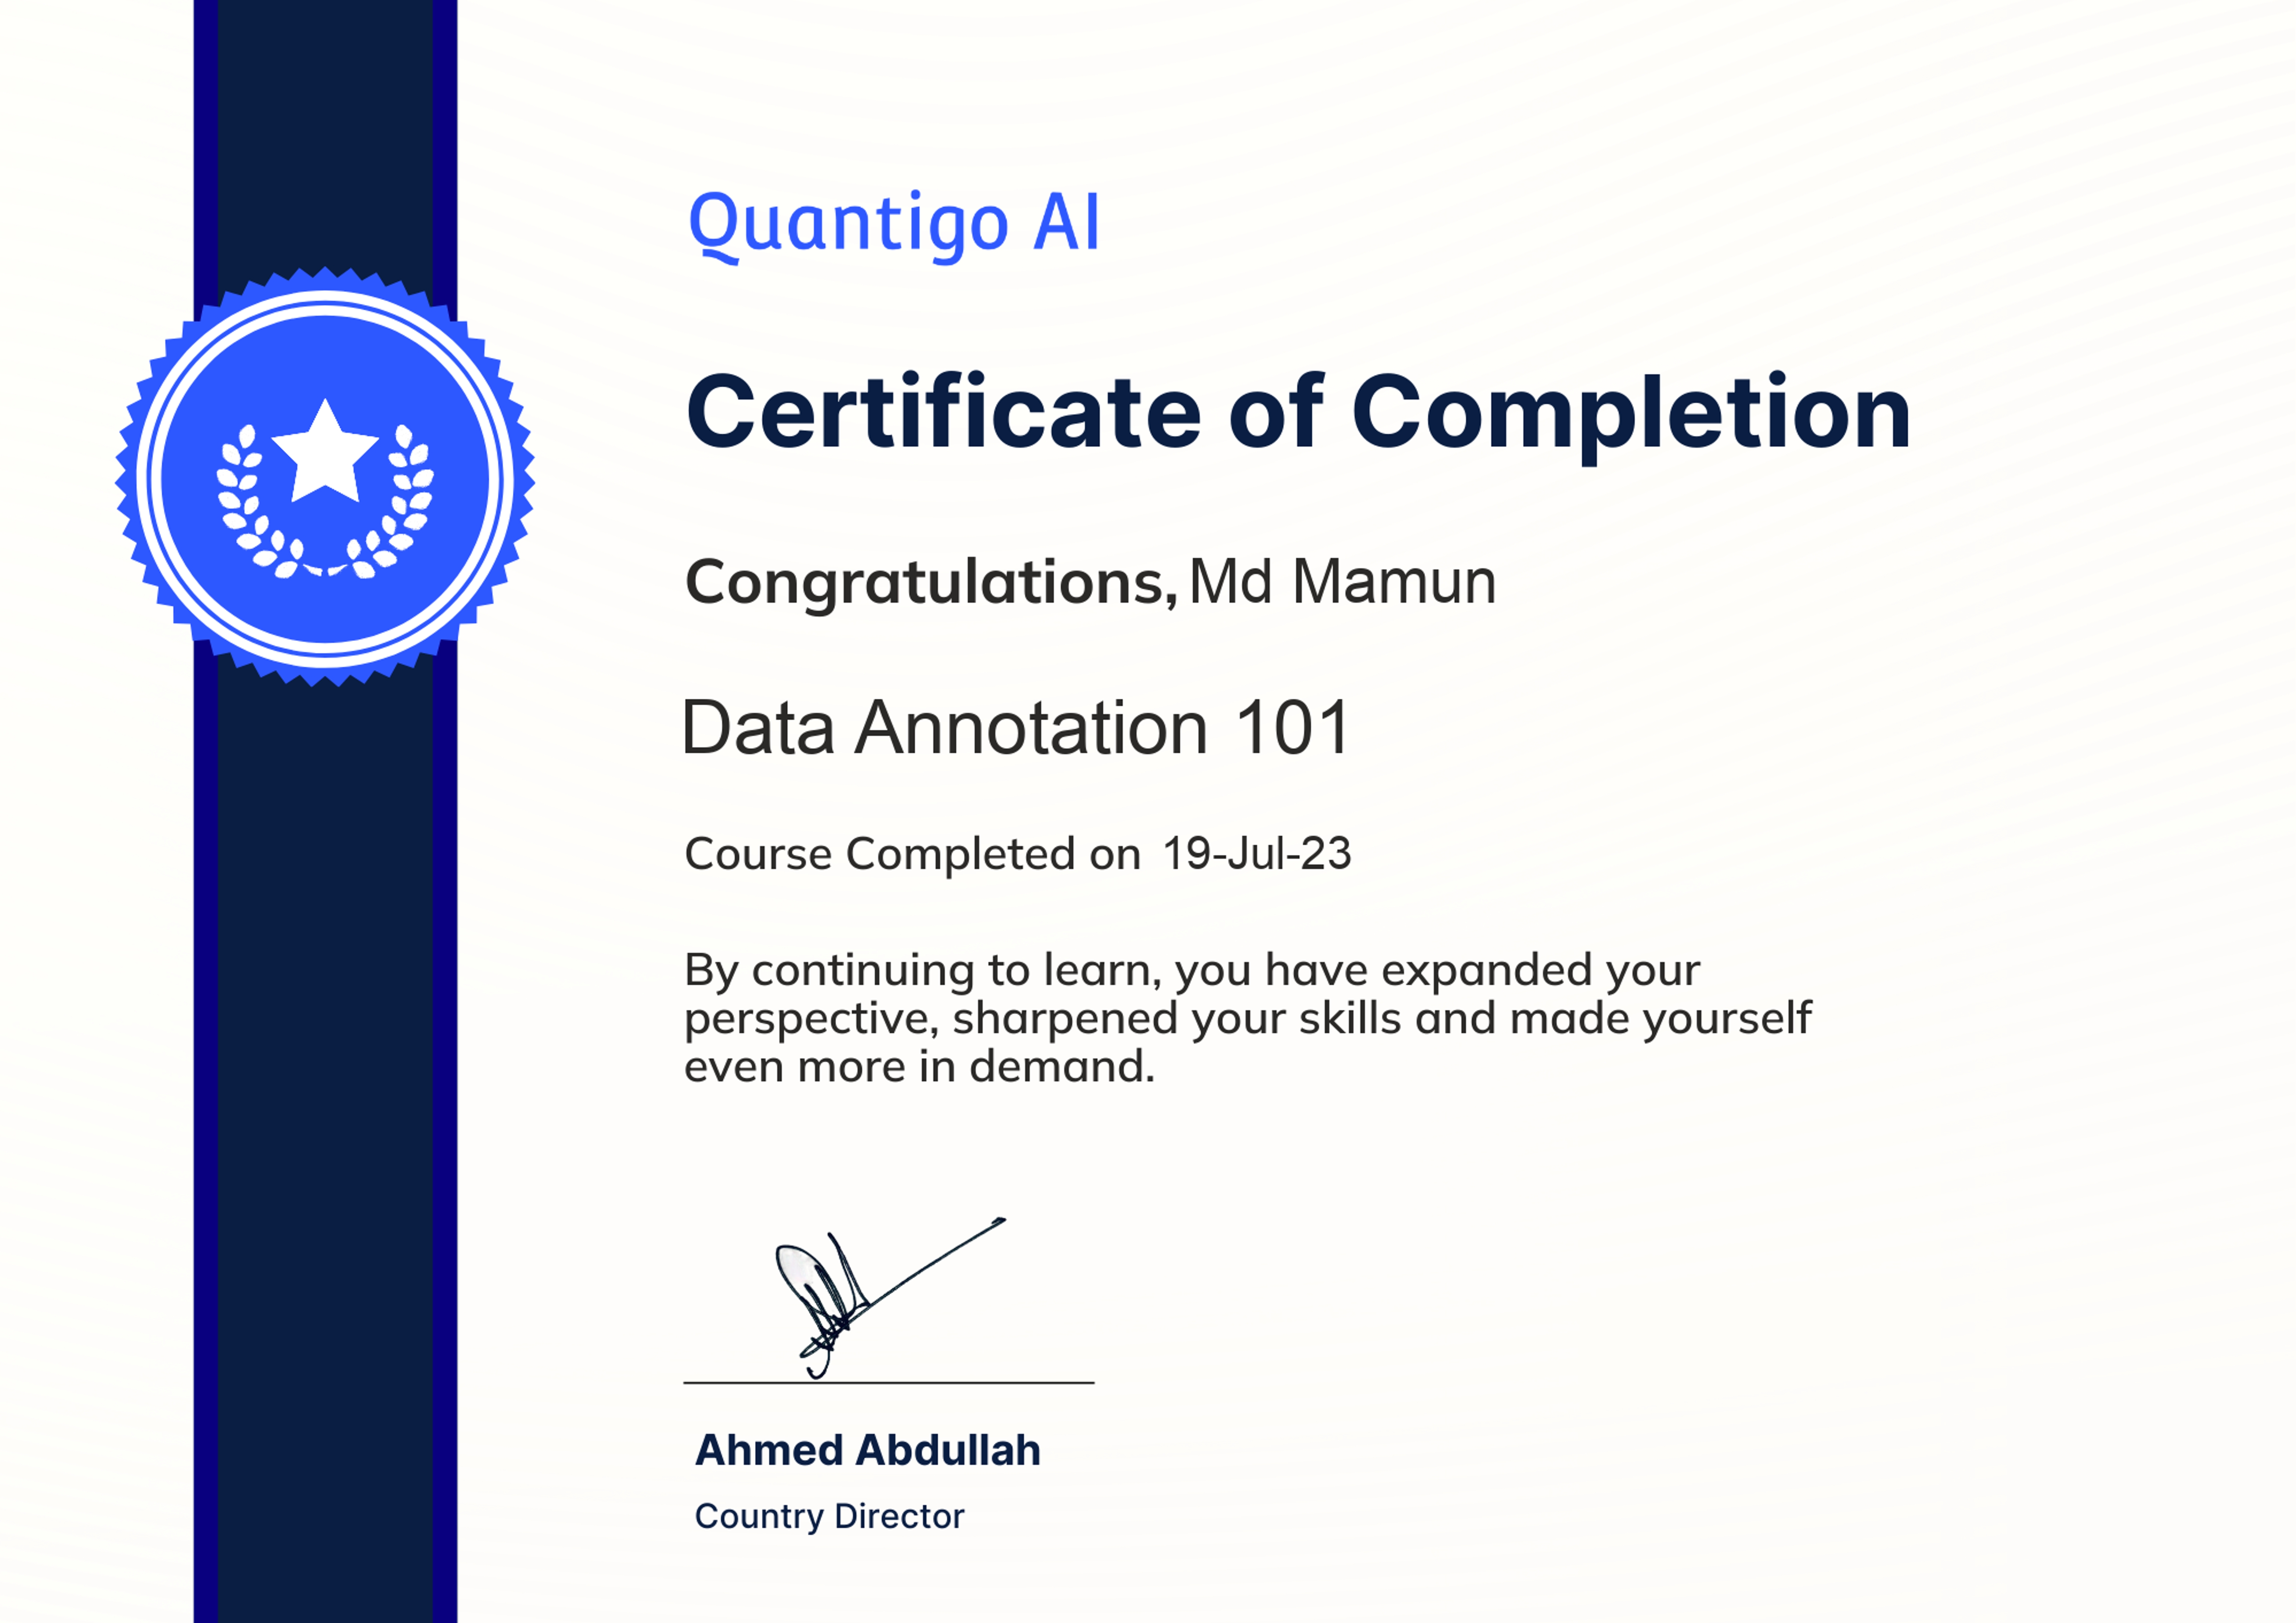 Quantigo AI
Certificate of Completion
Congratulations, Md Mamun
Data Annotation 101
Course Completed on 19-Jul-23
By continuing to learn, you have expanded your
perspective, sharpened your skills and made yourself
even more in demand.
Ahmed Abdullah
Country Director